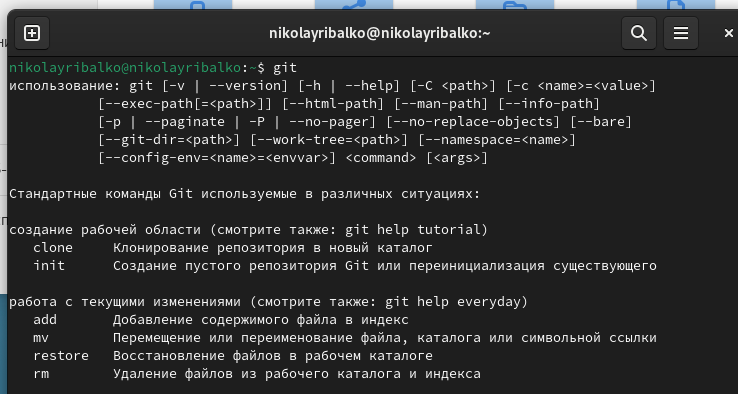 nikolayribalko@nikolayribalko:~
nikolayribalko@nikolayribalko:~$ git
использование: git [-v | --version] [-h | --help] [-C <path>] [-c <name>=<value>]
[--exec-path[=<path>]] [--html-path] [--man-path] [--info-path]
[-p | --paginate | -P | --no-pager] [--no-replace-objects] [--bare]
[--git-dir=<path>] [--work-tree=<path>] [--namespace=<name>]
[--config-env=<name>=<envvar>] <command> [<args>]
Стандартные команды Git используемые в различных ситуациях:
создание рабочей области (смотрите также: git help tutorial)
clone Клонирование репозитория в новый каталог
init Создание пустого репозитория Git или переинициализация существующего
работа с текущими изменениями (смотрите также: git help everyday)
add Добавление содержимого файла в индекс
mv Перемещение или переименование файла, каталога или символьной ссылки
restore Восстановление файлов в рабочем каталоге
rm Удаление файлов из рабочего каталога и индекса